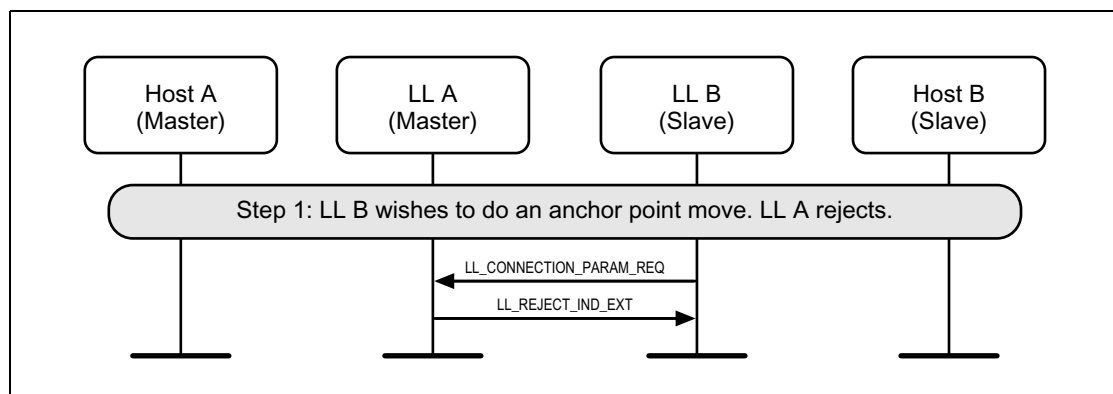 Host A
(Master)
LL A
(Master)
LL B
(Slave)
Host B
(Slave)
Step 1: LL B wishes to do an anchor point move. LL A rejects.
LL_CONNECTION_PARAM_REQ
LL_REJECT_IND_EXT